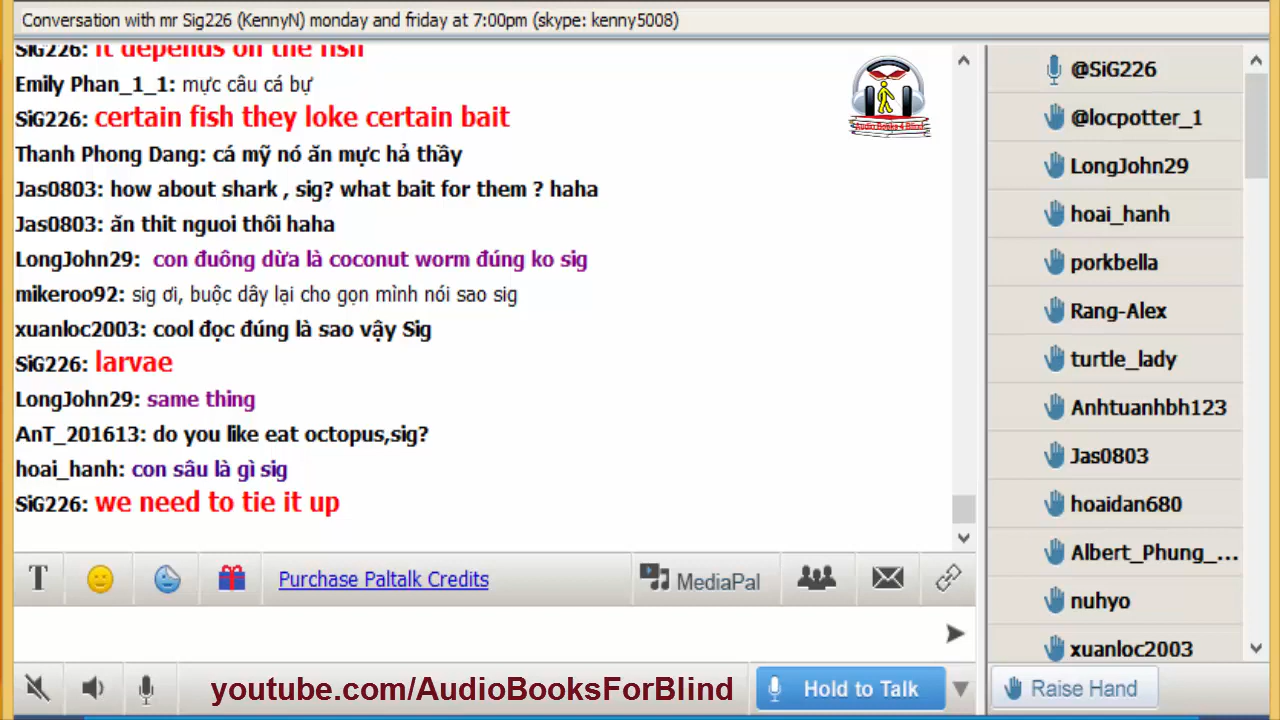 Conversation with mr Sig226 (KennyN) monday and friday at 7:00pm (skype: kenny5008)
SiG226: it depends on the fish
Emily Phan_1_1: mực câu cá bự
SiG226: certain fish they loke certain bait
Thanh Phong Dang: cá mỹ nó ăn mực hả thầy
Jas0803: how about shark , sig? what bait for them ? haha
Jas0803: ăn thit nguoi thôi haha
LongJohn29: con đuông dừa là coconut worm đúng ko sig
mikeroo92: sig ơi, buộc dây lại cho gọn mình nói sao sig
xuanloc2003: cool đọc đúng là sao vậy Sig
SiG226: larvae
LongJohn29: same thing
AnT_201613: do you like eat octopus,sig?
hoai_hanh: con sâu là gì sig
SiG226: we need to tie it up
Audio Books 4 Blind
@SiG226
@locpotter_1
LongJohn29
hoai_hanh
porkbella
Rang-Alex
turtle_lady
Anhtuanhbh123
Jas0803
hoaidan680
Albert_Phung_...
nuhyo
xuanloc2003
T
Purchase Paltalk Credits
MediaPal
youtube.com/AudioBooksForBlind
Hold to Talk
Raise Hand